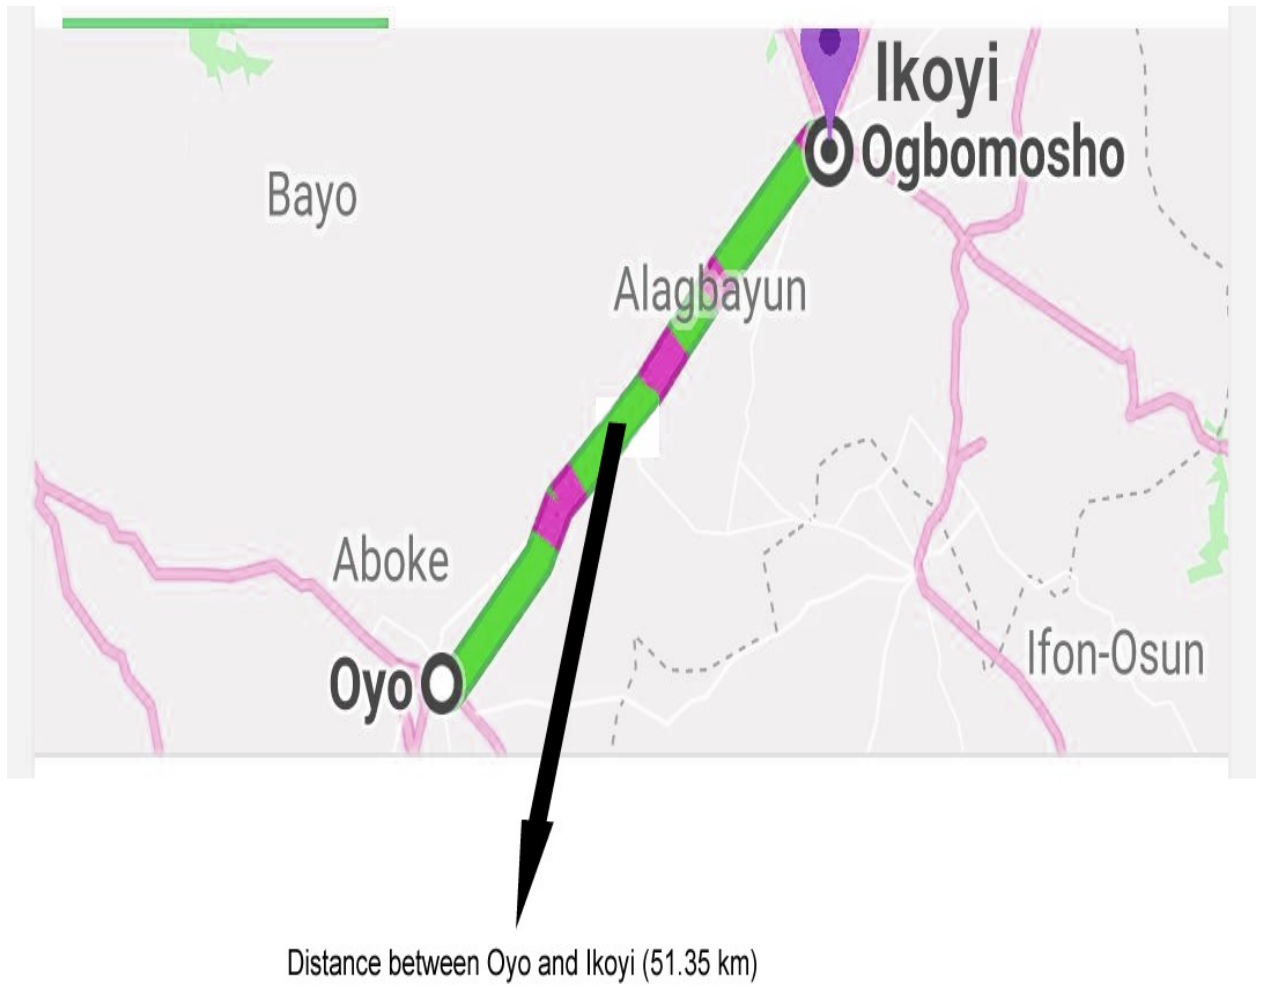 Ikoyi
Ogbomosho
Bayo
Alagbayun
Aboke
Oyo
Ifon-Osun
Distance between Oyo and Ikoyi (51.35 km)